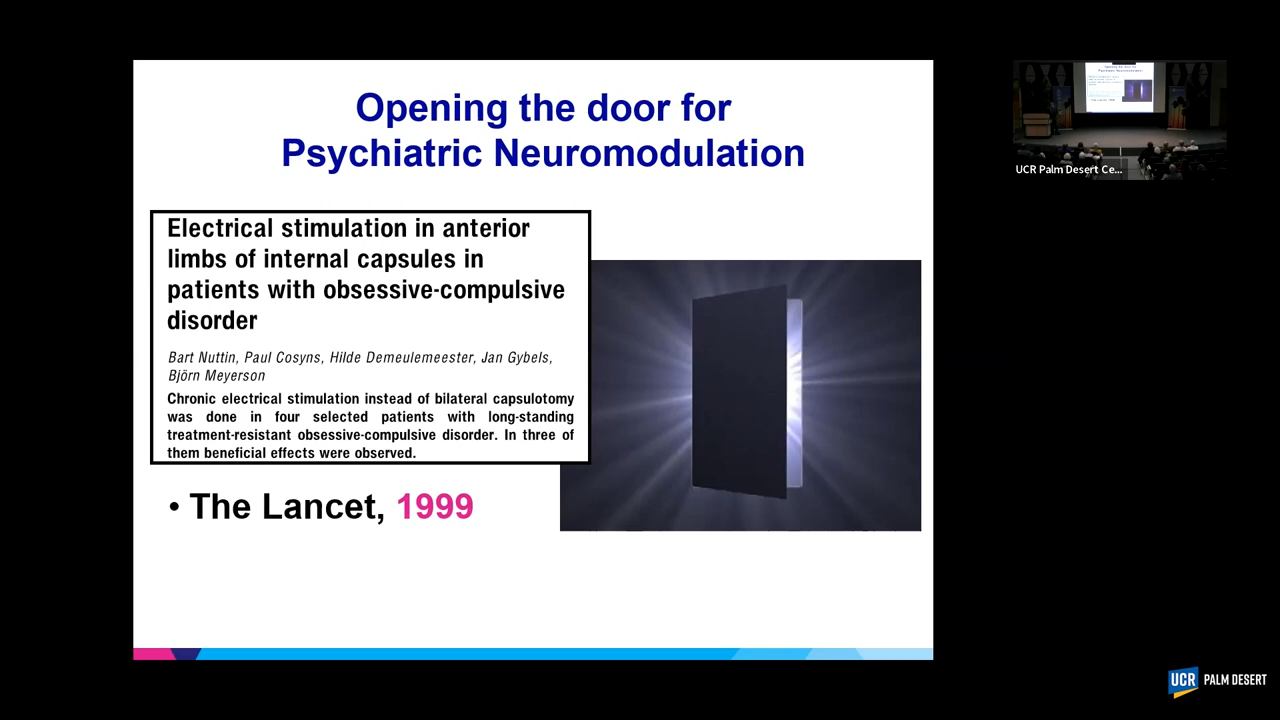 Opening the door for
Psychiatric Neuromodulation
Electrical stimulation in anterior
limbs of internal capsules in
patients with obsessive-compulsive
disorder
Bart Nuttin, Paul Cosyns, Hilde Demeulemeester, Jan Gybels,
Björn Meyerson
Chronic electrical stimulation instead of bilateral capsulotomy
was done in four selected patients with long-standing
treatment-resistant obsessive-compulsive disorder. In three of
them beneficial effects were observed.
• The Lancet, 1999
UCR Palm Desert Ce...
UCR PALM DESERT